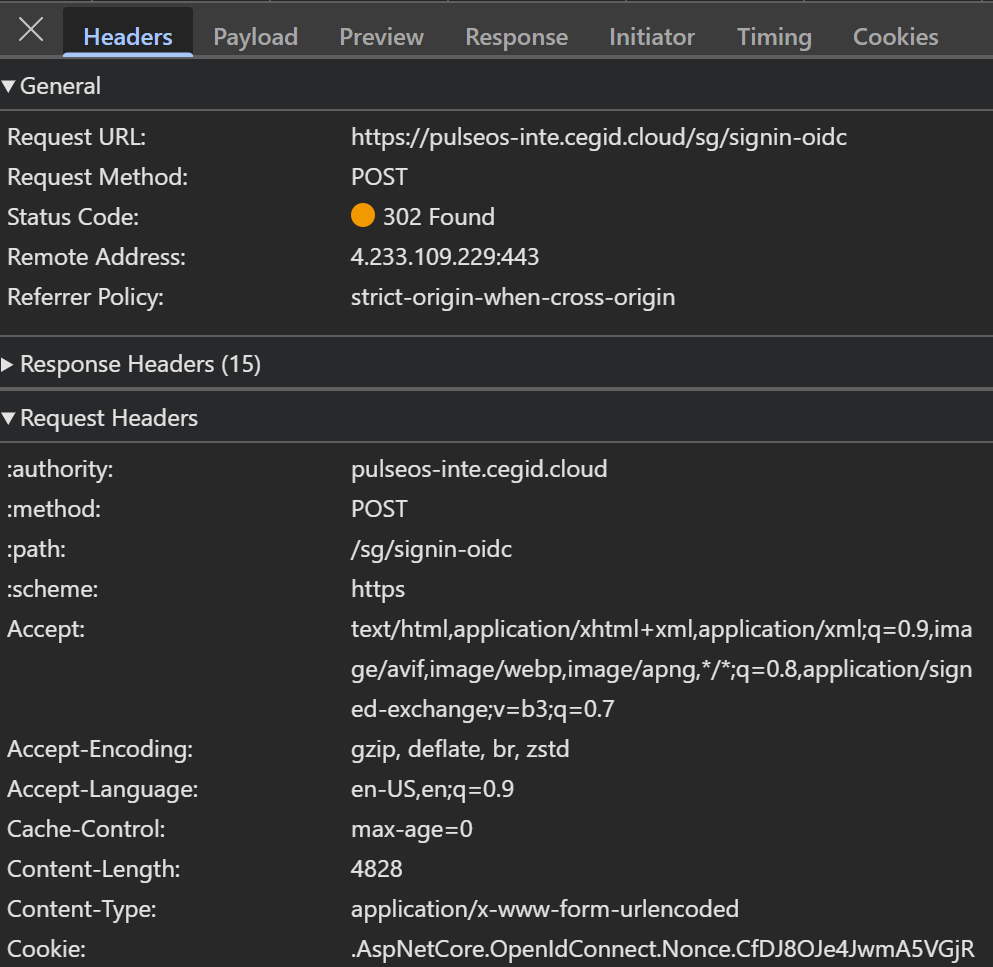 Headers Payload Preview Response Initiator Timing Cookies
General
Request URL: https://pulseos-inte.cegid.cloud/sg/signin-oidc
Request Method: POST
Status Code: 302 Found
Remote Address: 4.233.109.229:443
Referrer Policy: strict-origin-when-cross-origin
Response Headers (15)
Request Headers
:authority: pulseos-inte.cegid.cloud
:method: POST
:path: /sg/signin-oidc
:scheme: https
Accept: text/html,application/xhtml+xml,application/xml;q=0.9,ima
ge/avif,image/webp,image/apng,*/*;q=0.8,application/sign
ed-exchange;v=b3;q=0.7
Accept-Encoding: gzip, deflate, br, zstd
Accept-Language: en-US,en;q=0.9
Cache-Control: max-age=0
Content-Length: 4828
Content-Type: application/x-www-form-urlencoded
Cookie: .AspNetCore.OpenIdConnect.Nonce.CfDJ8OJe4JwmA5VGjR